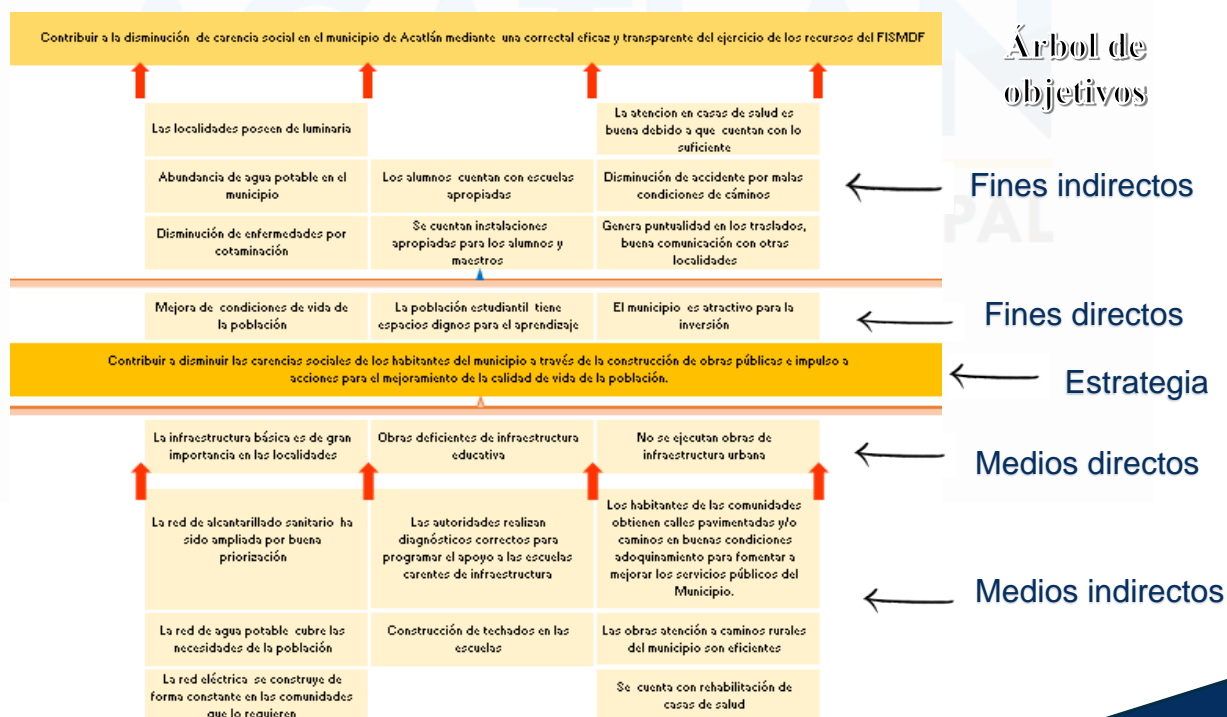 Contribuir a la disminución de carencia social en el municipio de Acatlán mediante una correctal eficaz y transparente del ejercicio de los recursos del FISMDF
Árbol de
objetivos
Las localidades poseen de luminaria
La atencion en casas de salud es
buena debido a que cuentan con lo
suficiente
Abundancia de agua potable en el
municipio
Los alumnos cuentan con escuelas
apropiadas
Disminución de accidente por malas
condiciones de cáminos
Fines indirectos
Disminución de enfermedades por
cotaminación
Se cuentan instalaciones
apropiadas para los alumnos y
maestros
Genera puntualidad en los traslados,
buena comunicación con otras
localidades
PAL
Mejora de condiciones de vida de
la población
La población estudiantil tiene
espacios dignos para el aprendizaje
El municipio es atractivo para la
inversión
Fines directos
Contribuir a disminuir las carencias sociales de los habitantes del municipio a través de la construcción de obras públicas e impulso a
acciones para el mejoramiento de la calidad de vida de la población.
Estrategia
La infraestructura básica es de gran
importancia en las localidades
Obras deficientes de infraestructura
educativa
No se ejecutan obras de
infraestructura urbana
Medios directos
La red de alcantarillado sanitario ha
sido ampliada por buena
priorización
Las autoridades realizan
diagnósticos correctos para
programar el apoyo a las escuelas
carentes de infraestructura
Los habitantes de las comunidades
obtienen calles pavimentadas y/o
caminos en buenas condiciones
adoquinamiento para fomentar a
mejorar los servicios públicos del
Municipio.
Medios indirectos
La red de agua potable cubre las
necesidades de la población
Construcción de techados en las
escuelas
Las obras atención a caminos rurales
del municipio son eficientes
La red eléctrica se construye de
forma constante en las comunidades
que lo requieren
Se cuenta con rehabilitación de
casas de salud